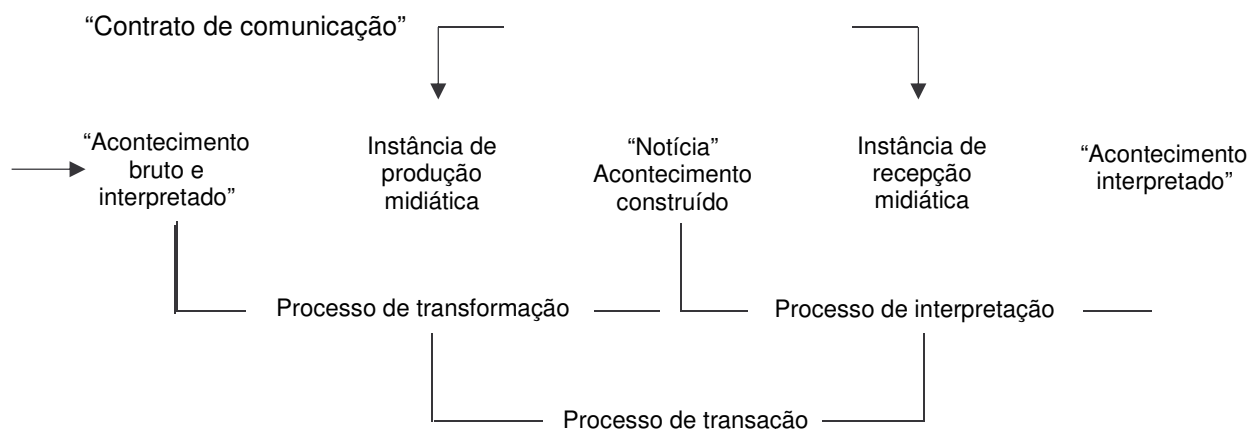 “Contrato de comunicação”
“Acontecimento
bruto e
interpretado”
Instância de
produção
midiática
“Notícia”
Acontecimento
construído
Instância de
recepção
midiática
“Acontecimento
interpretado”
Processo de transformação
Processo de interpretação
Processo de transacão